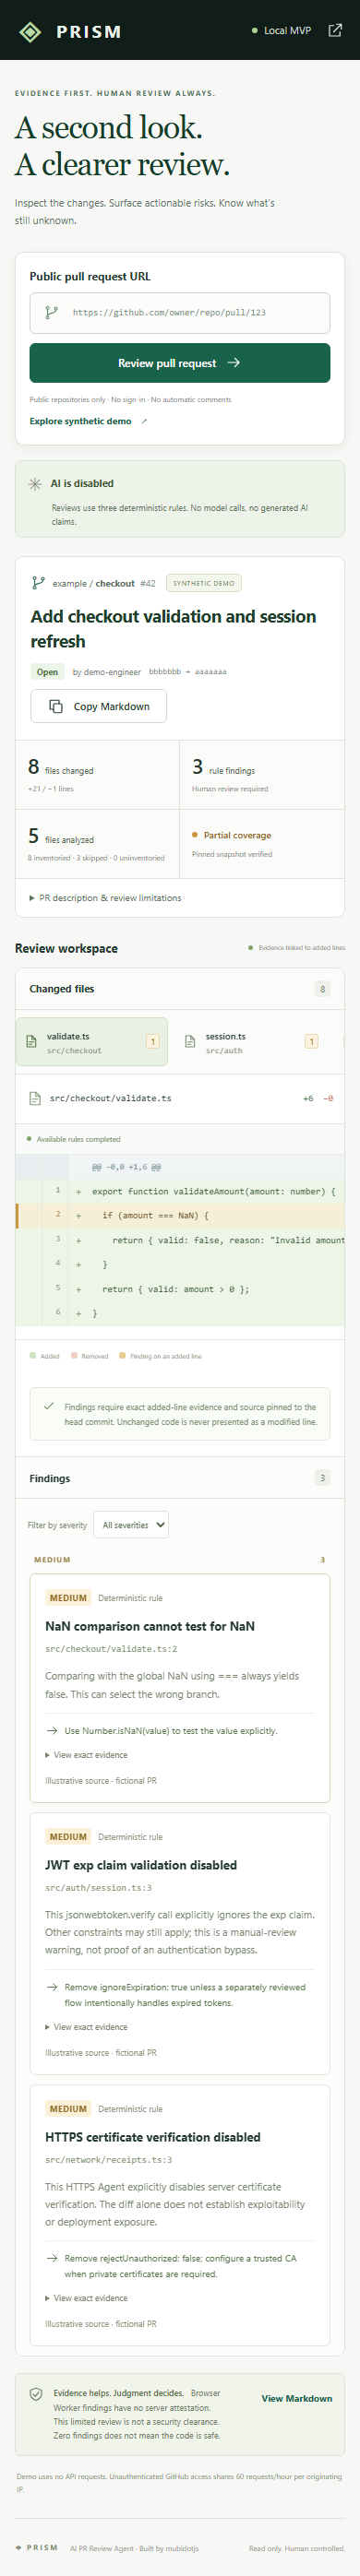 PRISM
Local MVP
EVIDENCE FIRST. HUMAN REVIEW ALWAYS.
A second look.
A clearer review.
Inspect the changes. Surface actionable risks. Know what's
still unknown.
Public pull request URL
https://github.com/owner/repo/pull/123
Review pull request →
Public repositories only · No sign-in · No automatic comments
Explore synthetic demo ↗
AI is disabled
Reviews use three deterministic rules. No model calls, no generated AI
claims.
example / checkout #42 SYNTHETIC DEMO
Add checkout validation and session
refresh
Open by demo-engineer bbbbbbb → aaaaaaa
Copy Markdown
8 files changed
+21 / −1 lines
3 rule findings
Human review required
5 files analyzed
8 inventoried · 3 skipped · 0 uninventoried
Partial coverage
Pinned snapshot verified
▶ PR description & review limitations
Review workspace
Evidence linked to added lines
Changed files 8
validate.ts
src/checkout
1
session.ts
src/auth
1
src/checkout/validate.ts +6 −0
Available rules completed
@@ -0,0 +1,6 @@
1 + export function validateAmount(amount: number) {
2 + if (amount === NaN) {
3 + return { valid: false, reason: "Invalid amount
4 + }
5 + return { valid: amount > 0 };
6 + }
Added Removed Finding on an added line
Findings require exact added-line evidence and source pinned to the
head commit. Unchanged code is never presented as a modified line.
Findings 3
Filter by severity All severities
MEDIUM 3
MEDIUM Deterministic rule
NaN comparison cannot test for NaN
src/checkout/validate.ts:2
Comparing with the global NaN using === always yields
false. This can select the wrong branch.
→ Use Number.isNaN(value) to test the value explicitly.
▶ View exact evidence
Illustrative source · fictional PR
MEDIUM Deterministic rule
JWT exp claim validation disabled
src/auth/session.ts:3
This jsonwebtoken.verify call explicitly ignores the exp claim.
Other constraints may still apply; this is a manual-review
warning, not proof of an authentication bypass.
→ Remove ignoreExpiration: true unless a separately reviewed
flow intentionally handles expired tokens.
▶ View exact evidence
Illustrative source · fictional PR
MEDIUM Deterministic rule
HTTPS certificate verification disabled
src/network/receipts.ts:3
This HTTPS Agent explicitly disables server certificate
verification. The diff alone does not establish exploitability
or deployment exposure.
→ Remove rejectUnauthorized: false; configure a trusted CA
when private certificates are required.
▶ View exact evidence
Illustrative source · fictional PR
Evidence helps. Judgment decides. Browser
Worker findings have no server attestation.
This limited review is not a security clearance.
Zero findings does not mean the code is safe.
View Markdown
Demo uses no API requests. Unauthenticated GitHub access shares 60 requests/hour per originating
IP.
PRISM AI PR Review Agent · Built by mubidotjs Read only. Human controlled.